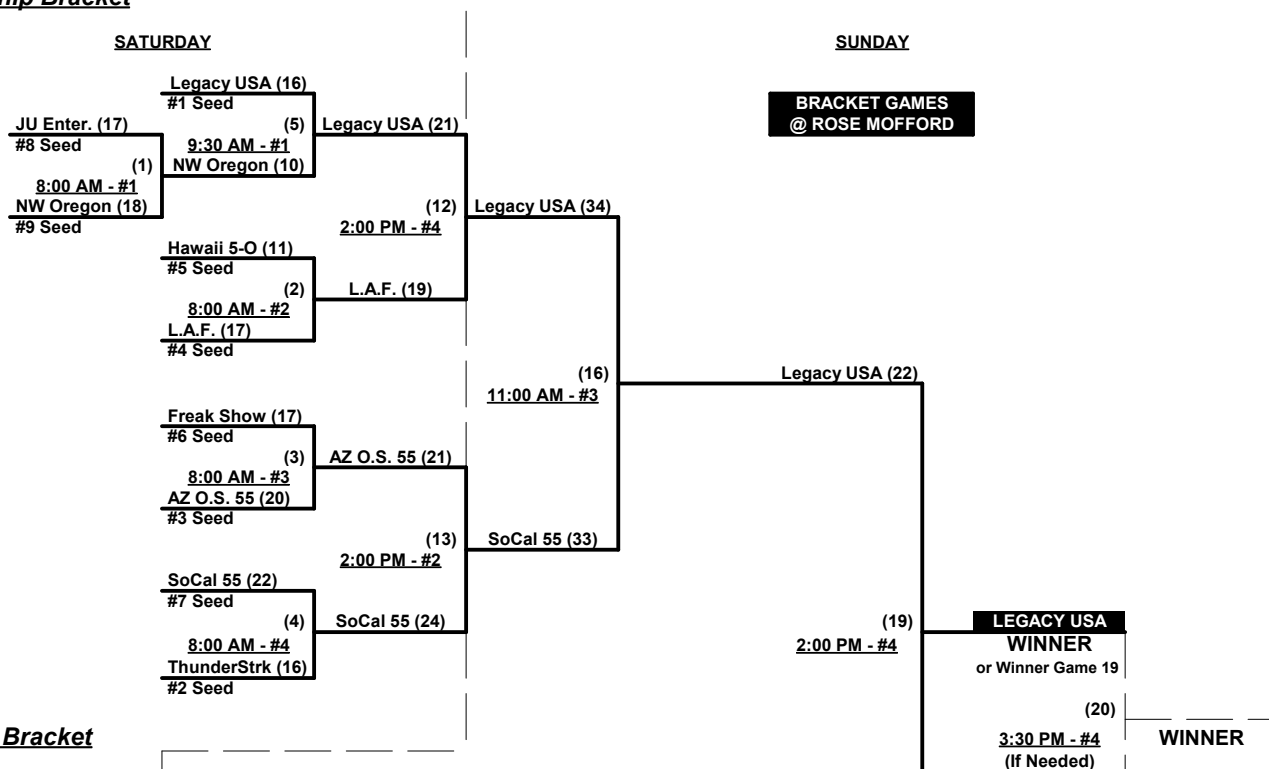 Bracket
SATURDAY
SUNDAY
Legacy USA (16)
#1 Seed
BRACKET GAMES
@ ROSE MOFFORD
JU Enter. (17)
#8 Seed
(5)
9:30 AM - #1
Legacy USA (21)
(1)
8:00 AM - #1
NW Oregon (10)
NW Oregon (18)
#9 Seed
(12)
2:00 PM - #4
Legacy USA (34)
Hawaii 5-O (11)
#5 Seed
(2)
8:00 AM - #2
L.A.F. (19)
L.A.F. (17)
#4 Seed
(16)
11:00 AM - #3
Legacy USA (22)
Freak Show (17)
#6 Seed
(3)
8:00 AM - #3
AZ O.S. 55 (21)
AZ O.S. 55 (20)
#3 Seed
(13)
2:00 PM - #2
SoCal 55 (33)
SoCal 55 (22)
#7 Seed
(4)
8:00 AM - #4
SoCal 55 (24)
ThunderStrk (16)
#2 Seed
(19)
2:00 PM - #4
LEGACY USA
WINNER
or Winner Game 19
(20)
3:30 PM - #4
(If Needed)
WINNER
Bracket